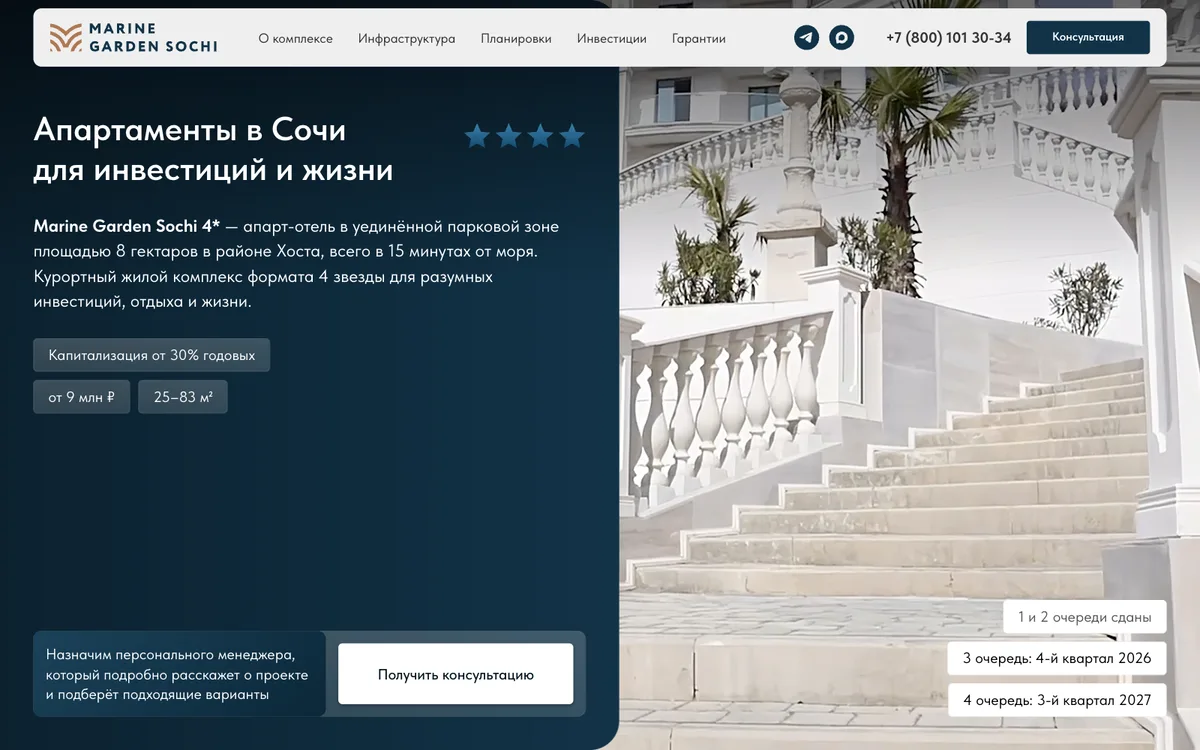 MARINE
GARDEN SOCHI
О комплексе
Инфраструктура
Планировки
Инвестиции
Гарантии
+7 (800) 101 30-34
Консультация
Апартаменты в Сочи
для инвестиций и жизни
Marine Garden Sochi 4* — апарт-отель в уединённой парковой зоне
площадью 8 гектаров в районе Хоста, всего в 15 минутах от моря.
Курортный жилой комплекс формата 4 звезды для разумных
инвестиций, отдыха и жизни.
Капитализация от 30% годовых
от 9 млн ₽
25–83 м²
Назначим персонального менеджера,
который подробно расскажет о проекте
и подберёт подходящие варианты
Получить консультацию
1 и 2 очереди сданы
3 очередь: 4-й квартал 2026
4 очередь: 3-й квартал 2027